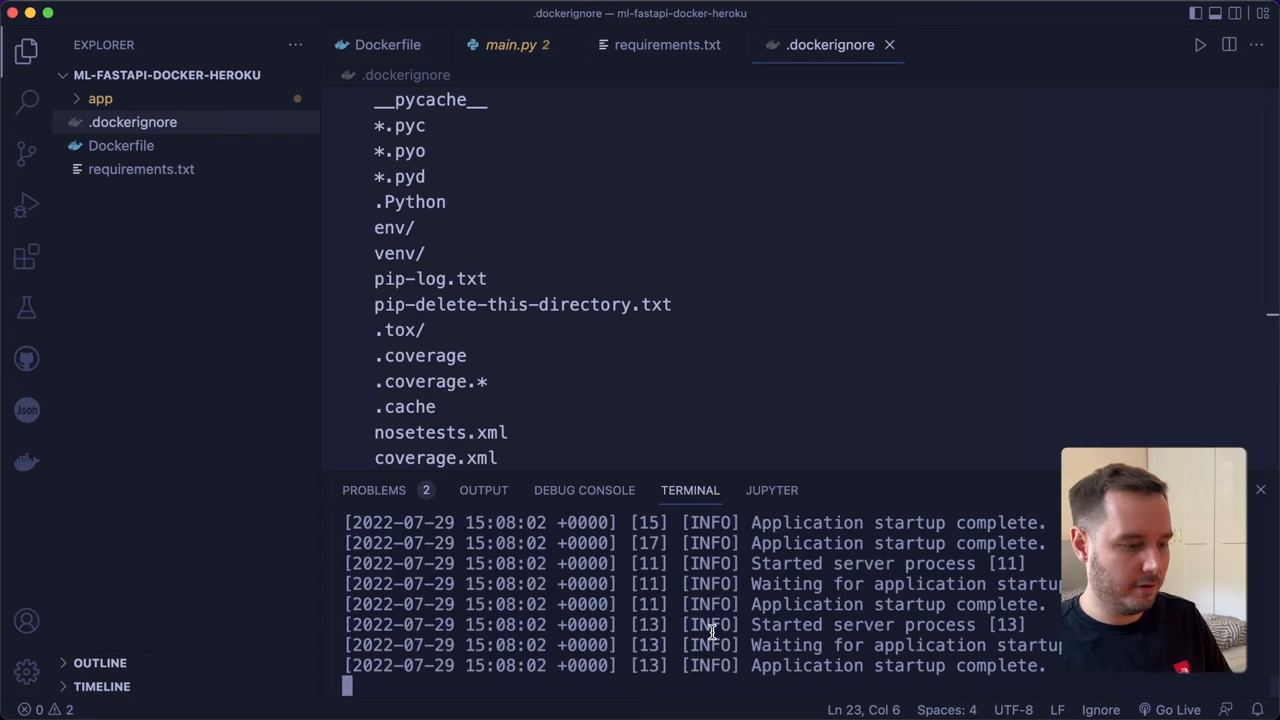 .dockerignore — ml-fastapi-docker-heroku
EXPLORER
Dockerfile
main.py 2
requirements.txt
.dockerignore
ML-FASTAPI-DOCKER-HEROKU
app
.dockerignore
Dockerfile
requirements.txt
.dockerignore
__pycache__
*.pyc
*.pyo
*.pyd
.Python
env/
venv/
pip-log.txt
pip-delete-this-directory.txt
.tox/
.coverage
.coverage.*
.cache
nosetests.xml
coverage.xml
Json
PROBLEMS 2 OUTPUT DEBUG CONSOLE TERMINAL JUPYTER
[2022-07-29 15:08:02 +0000] [15] [INFO] Application startup complete.
[2022-07-29 15:08:02 +0000] [17] [INFO] Application startup complete.
[2022-07-29 15:08:02 +0000] [11] [INFO] Started server process [11]
[2022-07-29 15:08:02 +0000] [11] [INFO] Waiting for application startu
[2022-07-29 15:08:02 +0000] [11] [INFO] Application startup complete.
[2022-07-29 15:08:02 +0000] [13] [INFO] Started server process [13]
[2022-07-29 15:08:02 +0000] [13] [INFO] Waiting for application startu
[2022-07-29 15:08:02 +0000] [13] [INFO] Application startup complete.
OUTLINE
TIMELINE
0 2
Ln 23, Col 6 Spaces: 4 UTF-8 LF Ignore Go Live